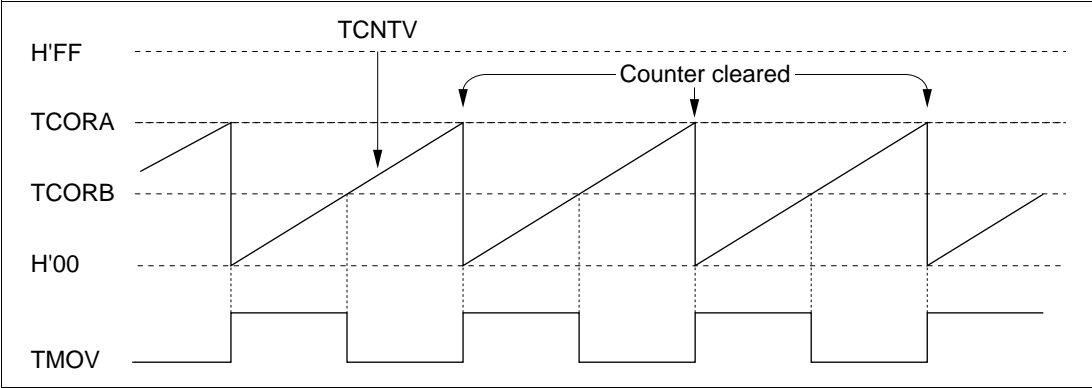 TCNTV
H'FF
Counter cleared
TCORA
TCORB
H'00
TMOV